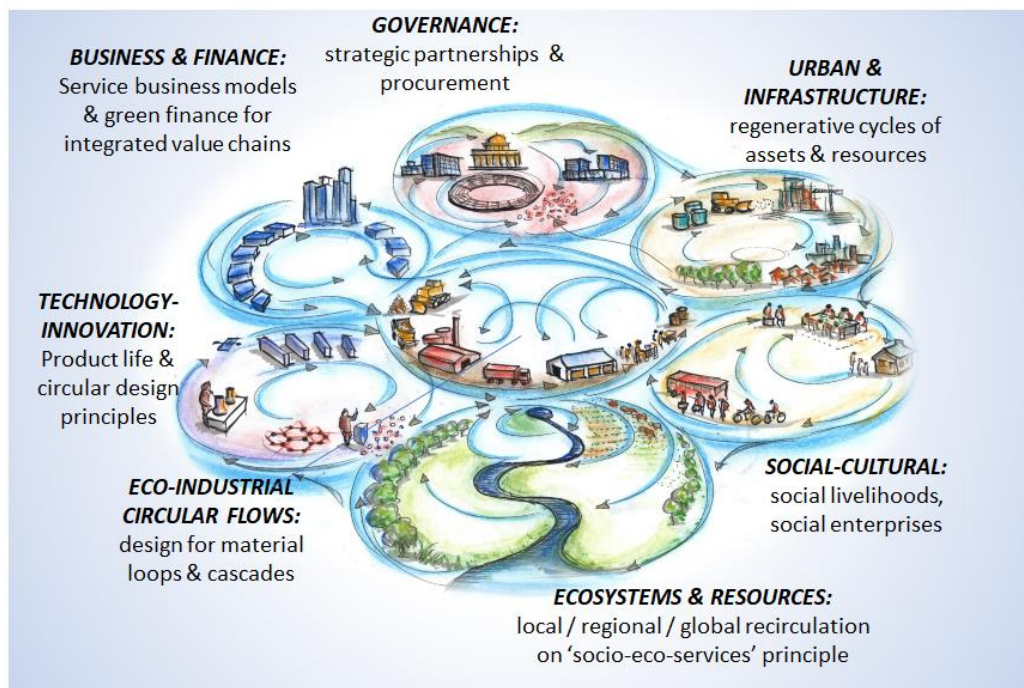 GOVERNANCE:
strategic partnerships &
procurement
BUSINESS & FINANCE:
Service business models
& green finance for
integrated value chains
URBAN &
INFRASTRUCTURE:
regenerative cycles of
assets & resources
TECHNOLOGY-
INNOVATION:
Product life &
circular design
principles
ECO-INDUSTRIAL
CIRCULAR FLOWS:
design for material
loops & cascades
SOCIAL-CULTURAL:
social livelihoods,
social enterprises
ECOSYSTEMS & RESOURCES:
local / regional / global recirculation
on ‘socio-eco-services’ principle